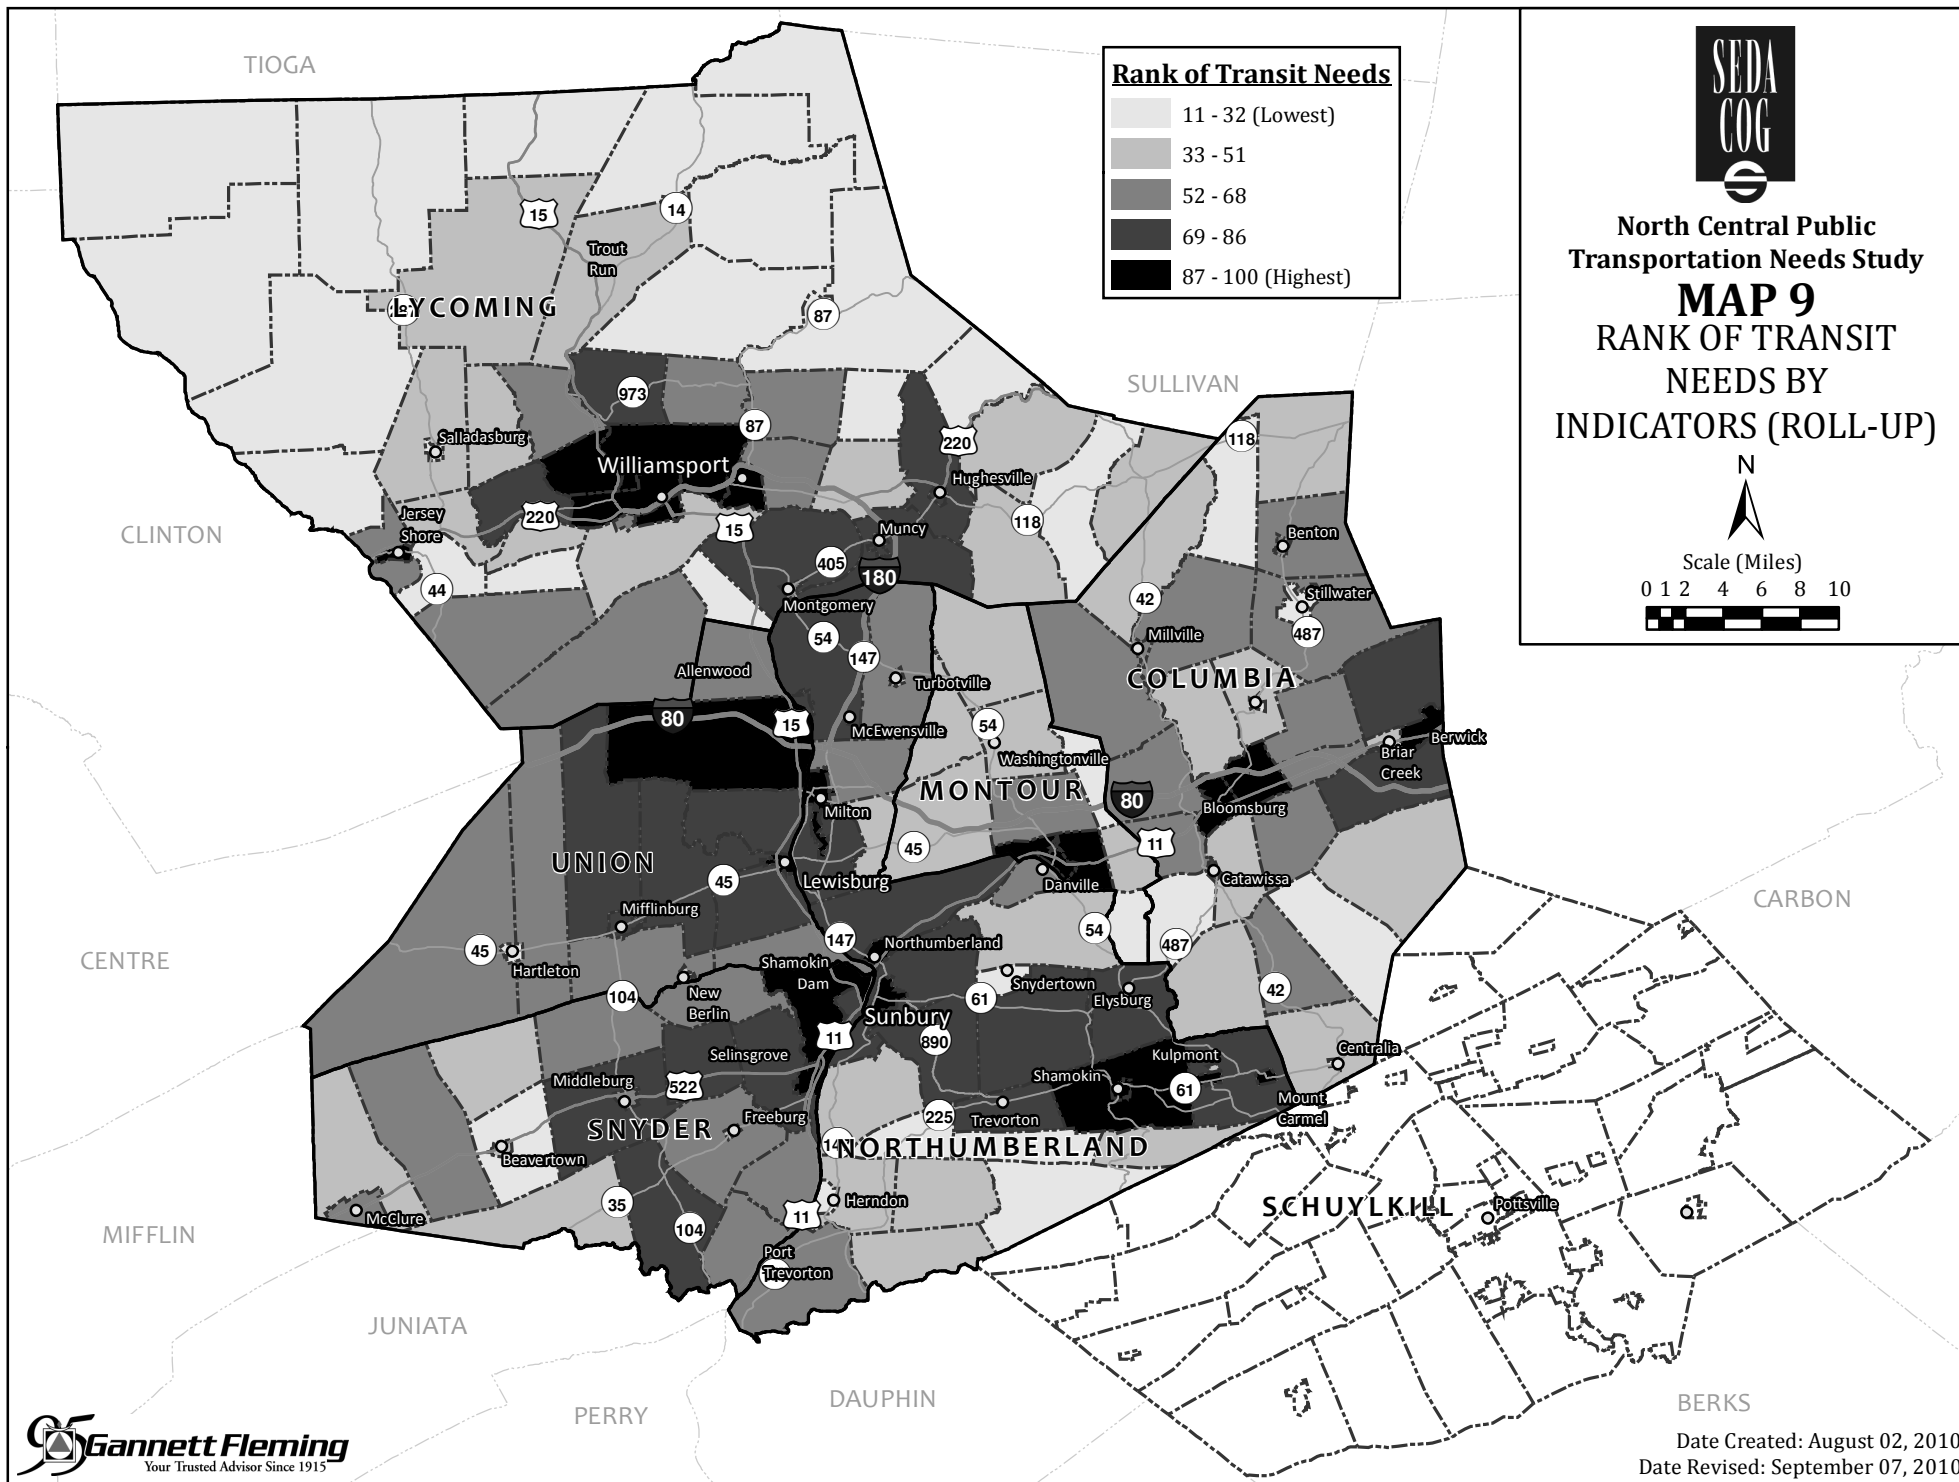 TIOGA
Rank of Transit Needs
11 - 32 (Lowest)
33 - 51
52 - 68
69 - 86
87 - 100 (Highest)
SEDA
COG
North Central Public
Transportation Needs Study
MAP 9
RANK OF TRANSIT
NEEDS BY
INDICATORS (ROLL-UP)
N
Scale (Miles)
0 1 2 4 6 8 10
15
14
Trout
Run
LYCOMING
87
SULLIVAN
973
87
220
118
Salladasburg
Williamsport
Hughesville
CLINTON
Jersey
Shore
220
15
Muncy
118
Benton
405
180
44
Montgomery
42
Stillwater
487
54
147
Millville
Allenwood
Turbotville
COLUMBIA
80
15
McEwensville
54
Washingtonville
Berwick
Briar
Creek
MONTOUR
80
Milton
Bloomsburg
UNION
45
11
45
Lewisburg
Danville
Catawissa
CARBON
Mifflinburg
CENTRE
45
Hartleton
147
Northumberland
54
487
Shamokin
Dam
Snydertown
104
New
Berlin
61
Elysburg
42
Sunbury
11
890
Selinsgrove
Kulpmont
Centralia
Middleburg
522
Shamokin
61
Mount
Carmel
SNYDER
Freeburg
225
Trevorton
NORTHUMBERLAND
Beavertown
35
Herndon
SCHUYLKILL
Pottsville
McClure
11
104
MIFFLIN
Port
Trevorton
JUNIATA
PERRY
DAUPHIN
BERKS
95 Gannett Fleming
Your Trusted Advisor Since 1915
Date Created: August 02, 2010
Date Revised: September 07, 2010